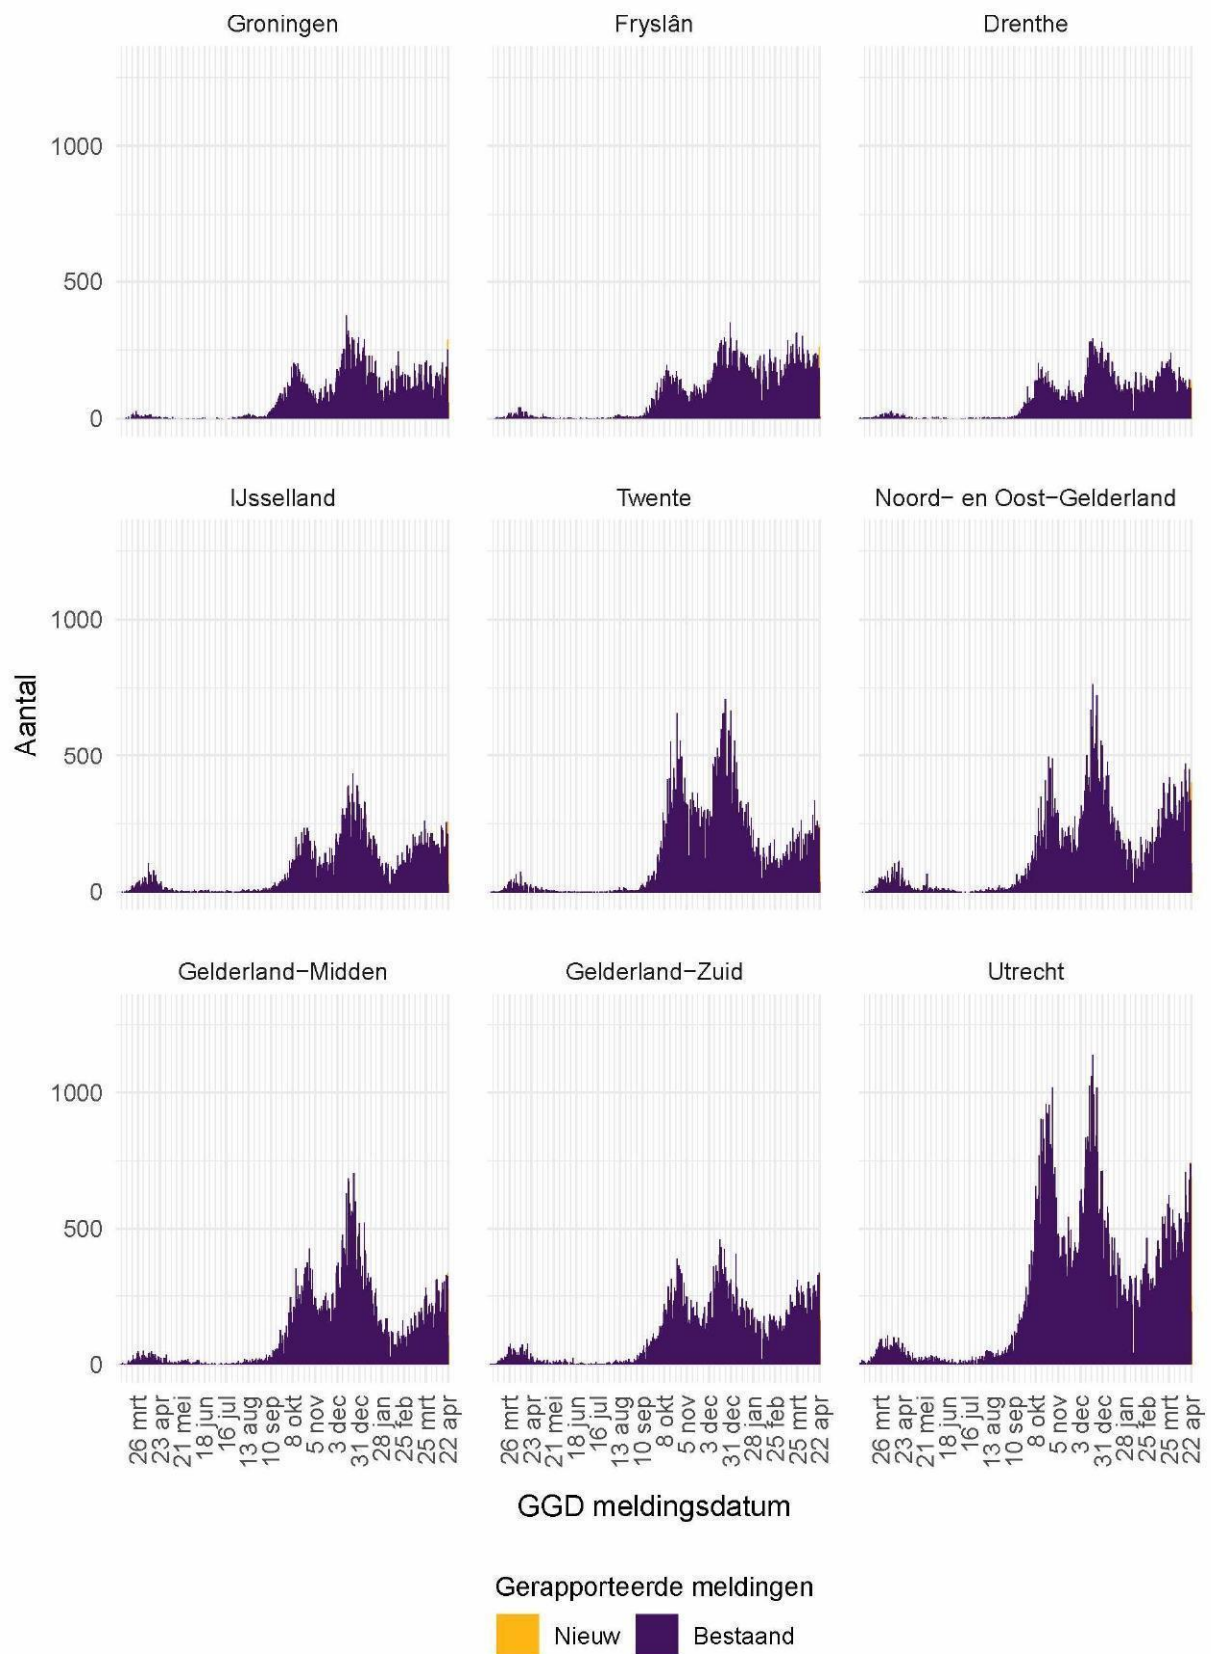 Groningen
Fryslân
Drenthe
1000
500
0
IJsselland
Twente
Noord− en Oost−Gelderland
1000
500
0
Aantal
Gelderland−Midden
Gelderland−Zuid
Utrecht
1000
500
0
26 mrt
23 apr
21 mei
18 jun
16 jul
13 aug
10 sep
8 okt
5 nov
3 dec
31 dec
28 jan
25 feb
25 mrt
22 apr
26 mrt
23 apr
21 mei
18 jun
16 jul
13 aug
10 sep
8 okt
5 nov
3 dec
31 dec
28 jan
25 feb
25 mrt
22 apr
26 mrt
23 apr
21 mei
18 jun
16 jul
13 aug
10 sep
8 okt
5 nov
3 dec
31 dec
28 jan
25 feb
25 mrt
22 apr
GGD meldingsdatum
Gerapporteerde meldingen
Nieuw Bestaand